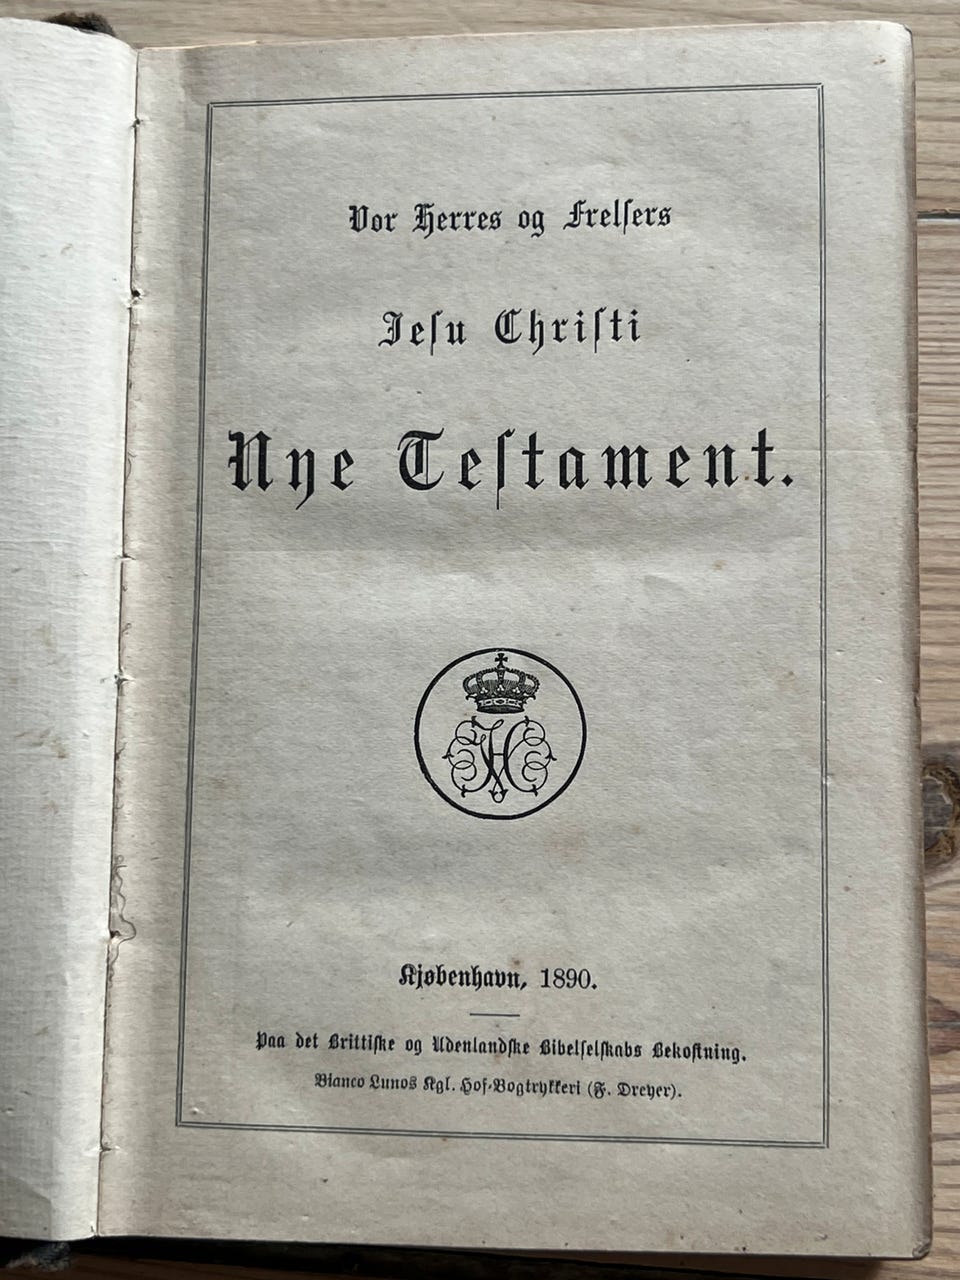 Vor Herres og Frelſers
Jeſu Chriſti
Nye Teſtament.
Kjøbenhavn, 1890.
Paa det Brittiſke og Udenlandſke Bibelſelſkabs Bekoſtning.
Bianco Lunos Kgl. Hof-Bogtrykkeri (F. Dreyer).